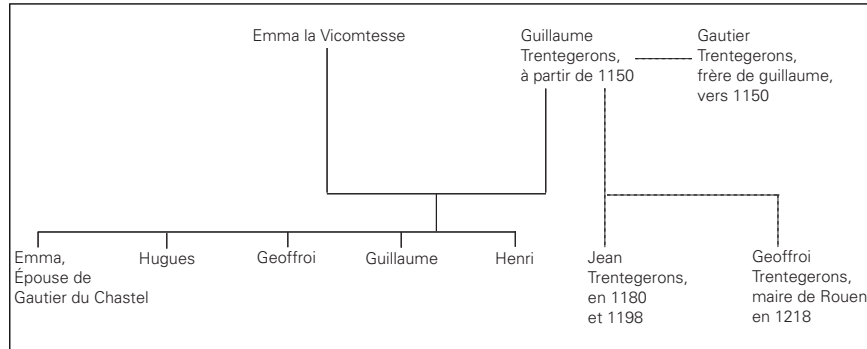 Emma la Vicomtesse
Guillaume
Trentegerons,
à partir de 1150
Gautier
Trentegerons,
frère de guillaume,
vers 1150
Emma,
Épouse de
Gautier du Chastel
Hugues
Geoffroi
Guillaume
Henri
Jean
Trentegerons,
en 1180
et 1198
Geoffroi
Trentegerons,
maire de Rouen
en 1218